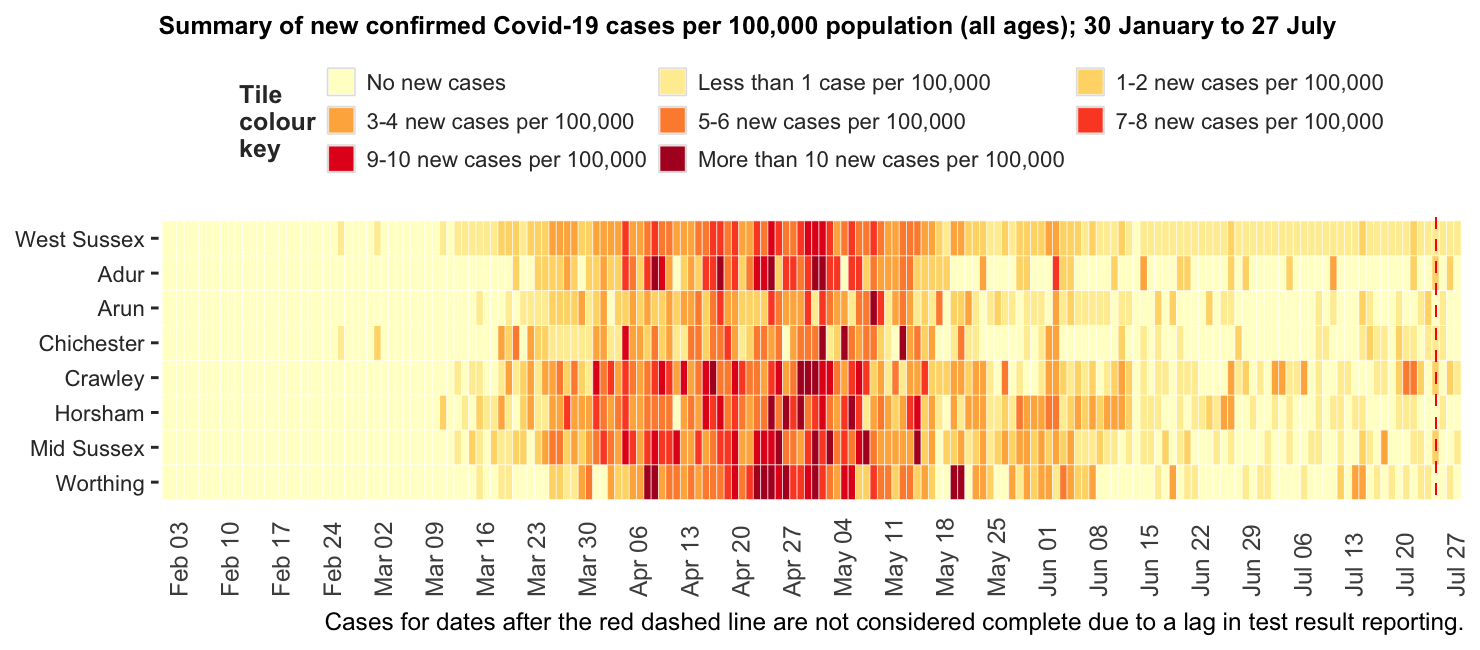 Summary of new confirmed Covid-19 cases per 100,000 population (all ages); 30 January to 27 July
Tile
colour
key
No new cases
Less than 1 case per 100,000
1-2 new cases per 100,000
3-4 new cases per 100,000
5-6 new cases per 100,000
7-8 new cases per 100,000
9-10 new cases per 100,000
More than 10 new cases per 100,000
West Sussex
Adur
Arun
Chichester
Crawley
Horsham
Mid Sussex
Worthing
Feb 03
Feb 10
Feb 17
Feb 24
Mar 02
Mar 09
Mar 16
Mar 23
Mar 30
Apr 06
Apr 13
Apr 20
Apr 27
May 04
May 11
May 18
May 25
Jun 01
Jun 08
Jun 15
Jun 22
Jun 29
Jul 06
Jul 13
Jul 20
Jul 27
Cases for dates after the red dashed line are not considered complete due to a lag in test result reporting.